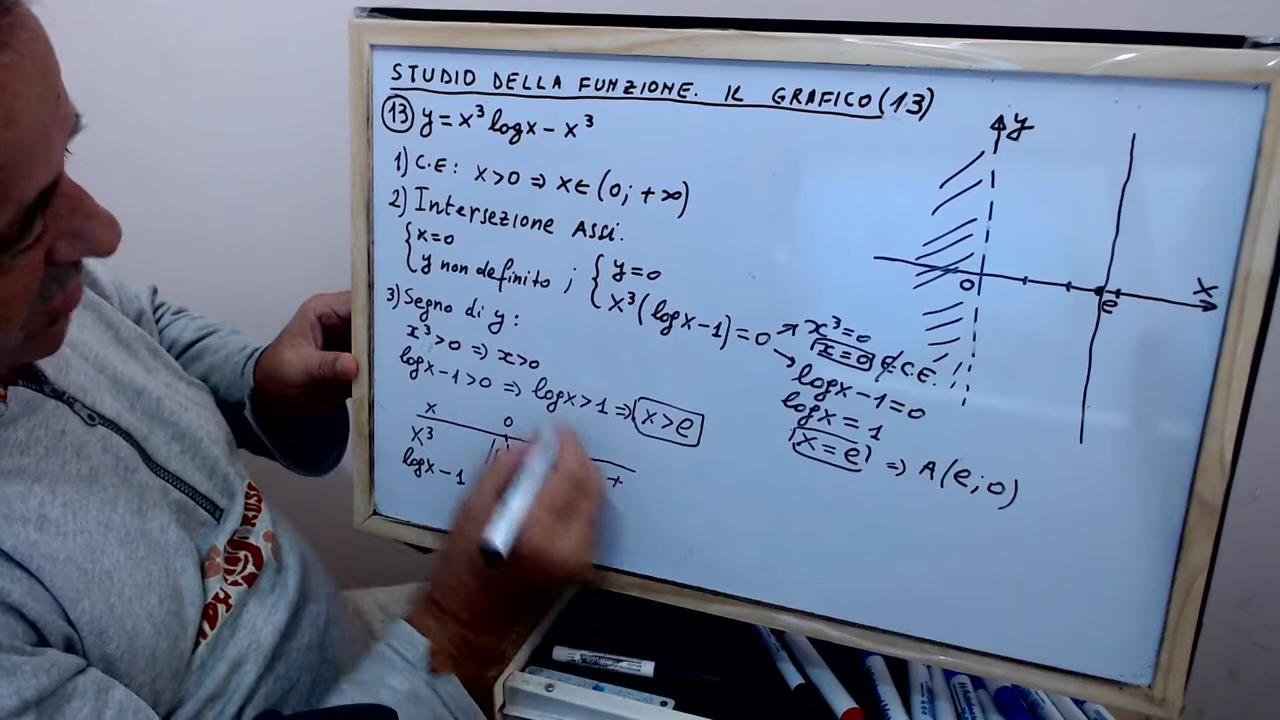 STUDIO DELLA FUNZIONE. IL GRAFICO (13)
13 y = x³ log x - x³
1) C.E: x>0 ⇒ x∈(0; +∞)
2) Intersezione Assi.
{ x=0
y non definito ; { y=0
x³(log x - 1) = 0
↗ x³=0
x=0 ∉ C.E.
↘ log x - 1 = 0
log x = 1
x = e ⇒ A(e; 0)
3) Segno di y:
x³>0 ⇒ x>0
log x - 1 > 0 ⇒ log x > 1 ⇒ x > e
x 0
x³
log x - 1 +
y
0 e x